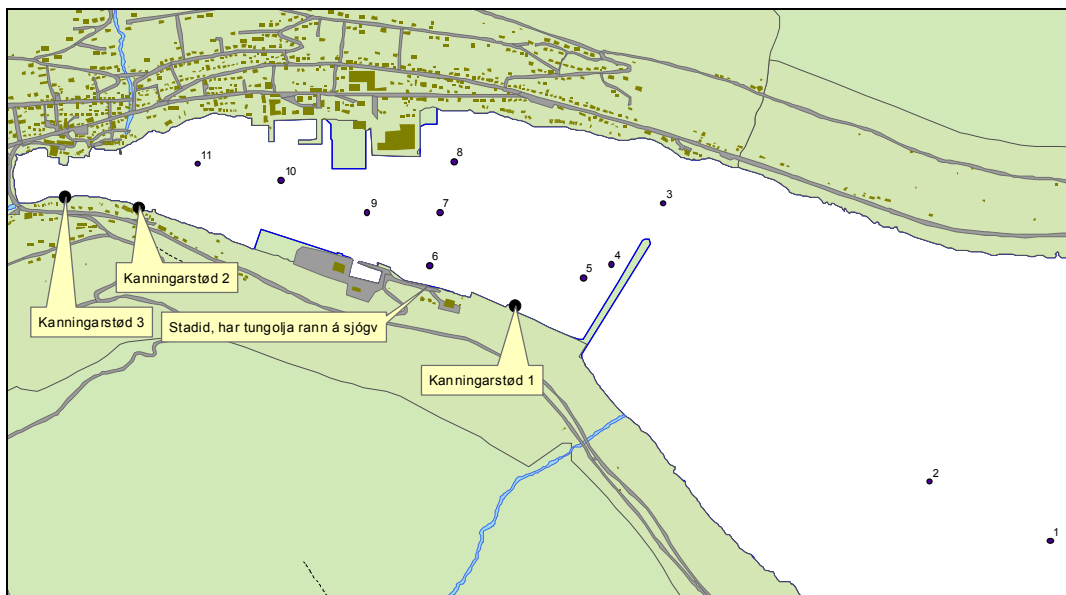 11
10
9
8
7
3
6
5
4
Kanningarstød 2
Kanningarstød 3
Stadid, har tungolja rann á sjógv
Kanningarstød 1
2
1